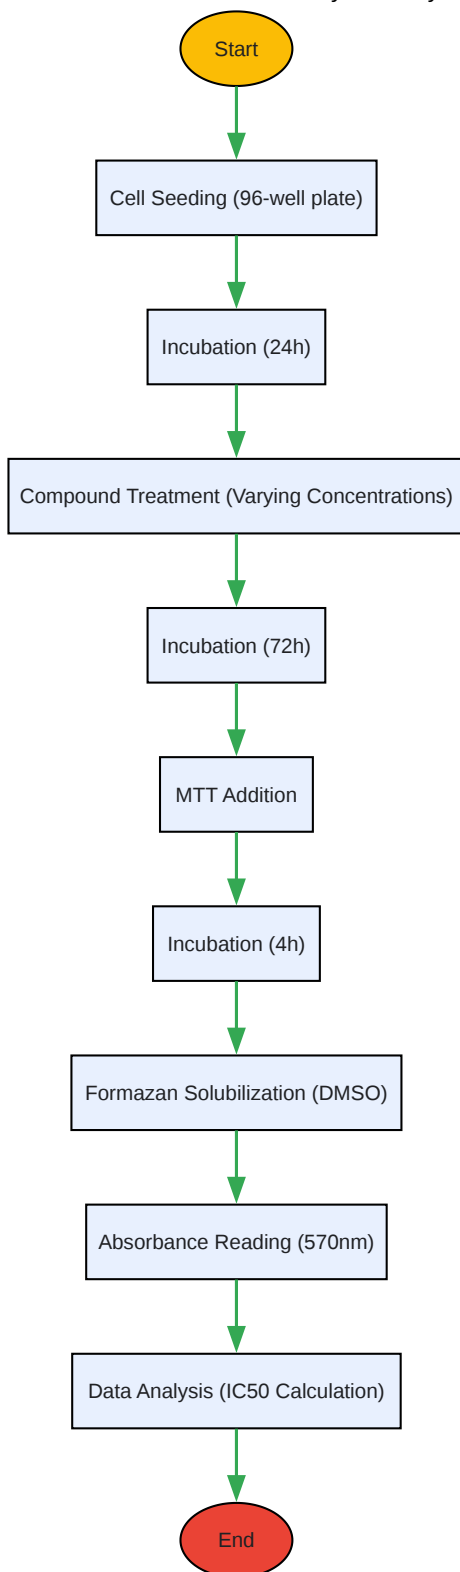 Start
Cell Seeding (96-well plate)
Incubation (24h)
Compound Treatment (Varying Concentrations)
Incubation (72h)
MTT Addition
Incubation (4h)
Formazan Solubilization (DMSO)
Absorbance Reading (570nm)
Data Analysis (IC50 Calculation)
End